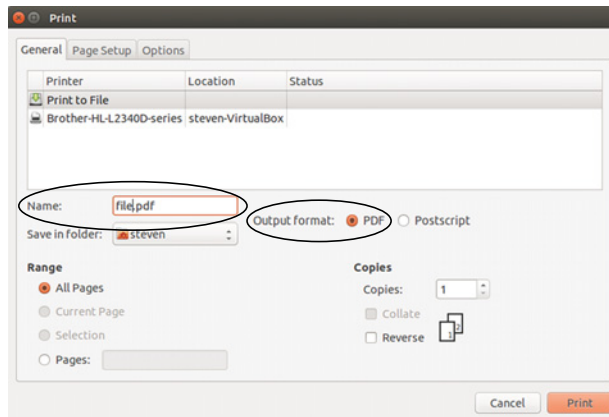 Print
General Page Setup Options
Printer Location Status
Print to File
Brother-HL-L2340D-series steven-VirtualBox
Name: file.pdf
Output format: PDF Postscript
Save in folder: steven
Range Copies
All Pages Copies: 1
Current Page Collate
Selection Reverse 1 2
Pages:
Cancel Print